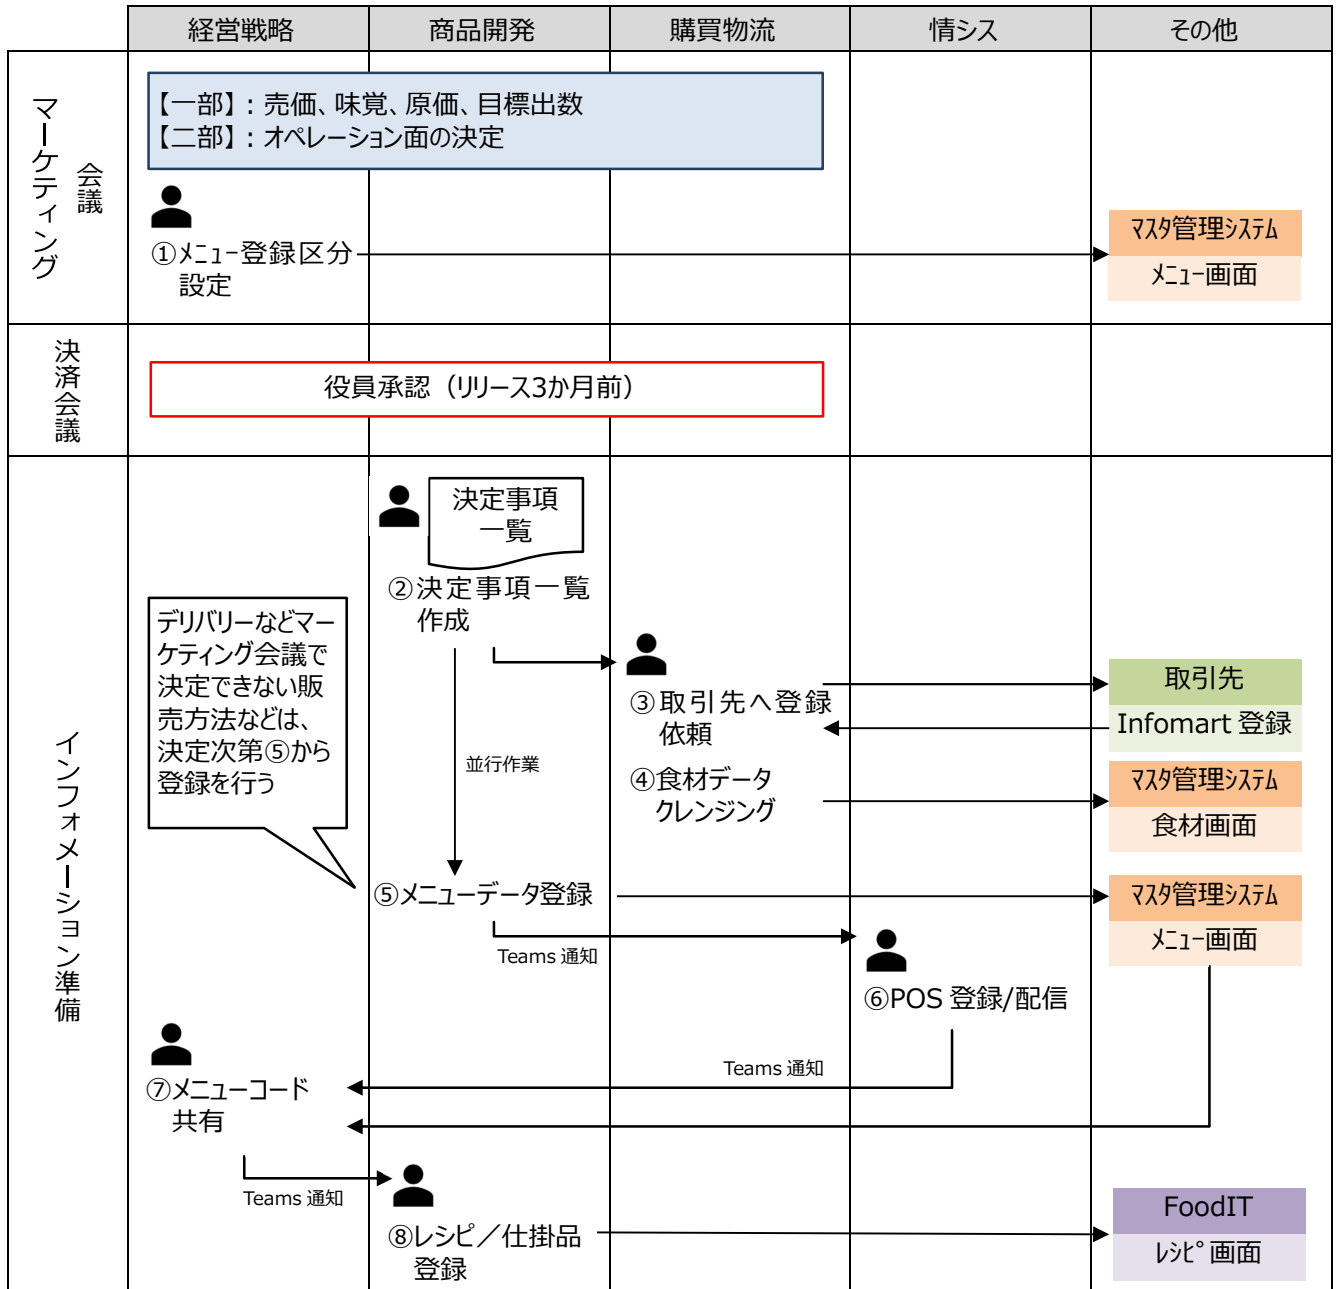 経営戦略
商品開発
購買物流
情シス
その他
マーケティング
会議
【一部】：売価、味覚、原価、目標出数
【二部】：オペレーション面の決定
①ﾒﾆｭｰ登録区分
設定
ﾏｽﾀ管理ｼｽﾃﾑ
ﾒﾆｭｰ画面
決済会議
役員承認（リリース3か月前）
インフォメーション準備
決定事項
一覧
②決定事項一覧
作成
デリバリーなどマー
ケティング会議で
決定できない販
売方法などは、
決定次第⑤から
登録を行う
③取引先へ登録
依頼
取引先
Infomart 登録
並行作業
④食材データ
クレンジング
ﾏｽﾀ管理ｼｽﾃﾑ
食材画面
⑤メニューデータ登録
ﾏｽﾀ管理ｼｽﾃﾑ
ﾒﾆｭｰ画面
Teams 通知
⑥POS 登録/配信
Teams 通知
⑦メニューコード
共有
Teams 通知
⑧レシピ／仕掛品
登録
FoodIT
ﾚｼﾋﾟ画面